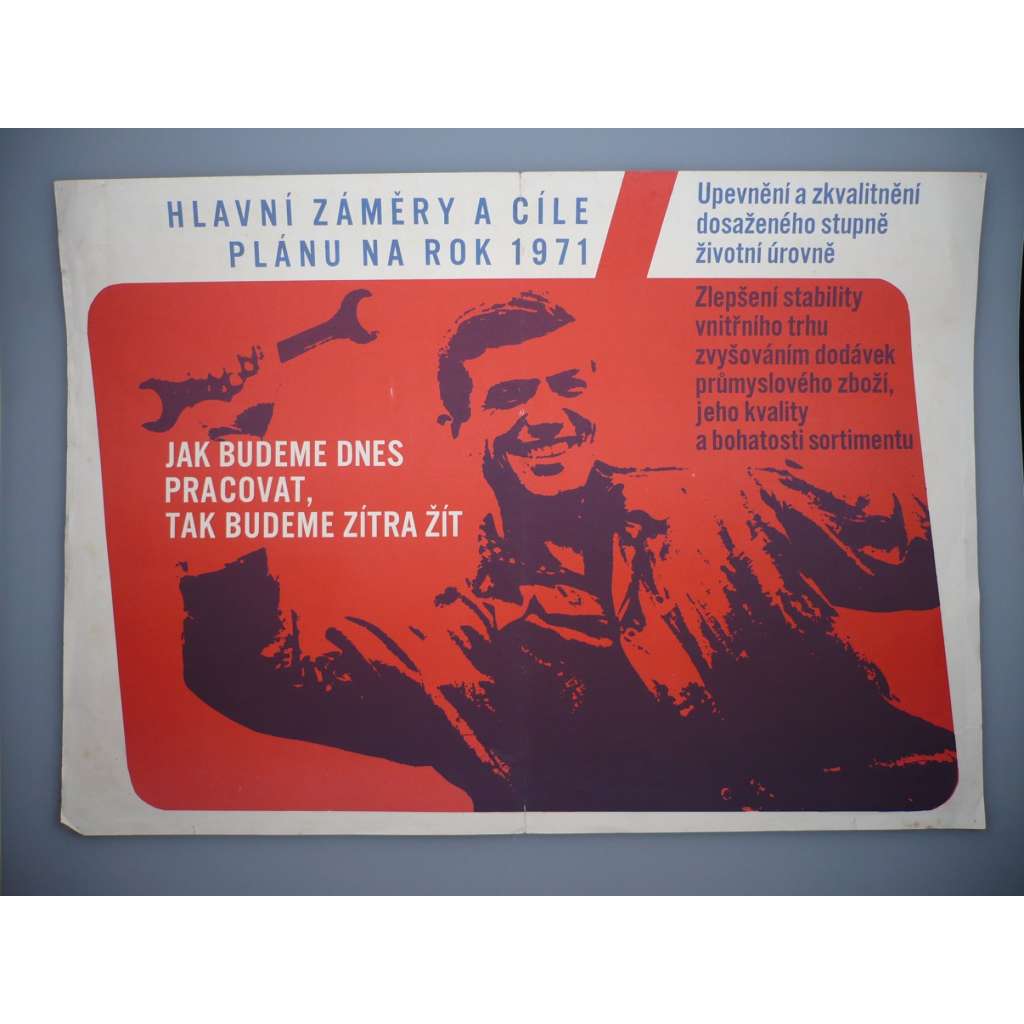 HLAVNÍ ZÁMĚRY A CÍLE
PLÁNU NA ROK 1971
Upevnění a zkvalitnění
dosaženého stupně
životní úrovně
Zlepšení stability
vnitřního trhu
zvyšováním dodávek
průmyslového zboží,
jeho kvality
a bohatosti sortimentu
JAK BUDEME DNES
PRACOVAT,
TAK BUDEME ZÍTRA ŽÍT